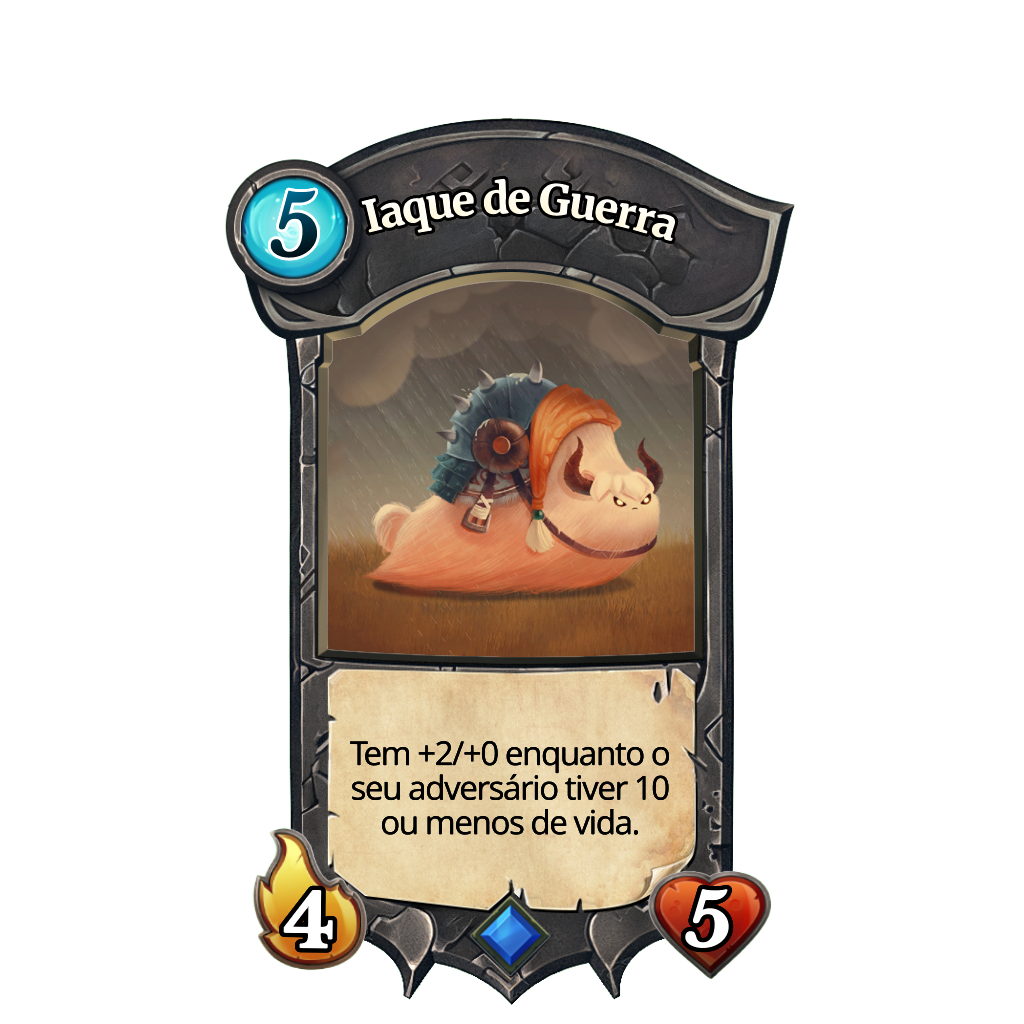 5
Iaque de Guerra
Tem +2/+0 enquanto o
seu adversário tiver 10
ou menos de vida.
4
5